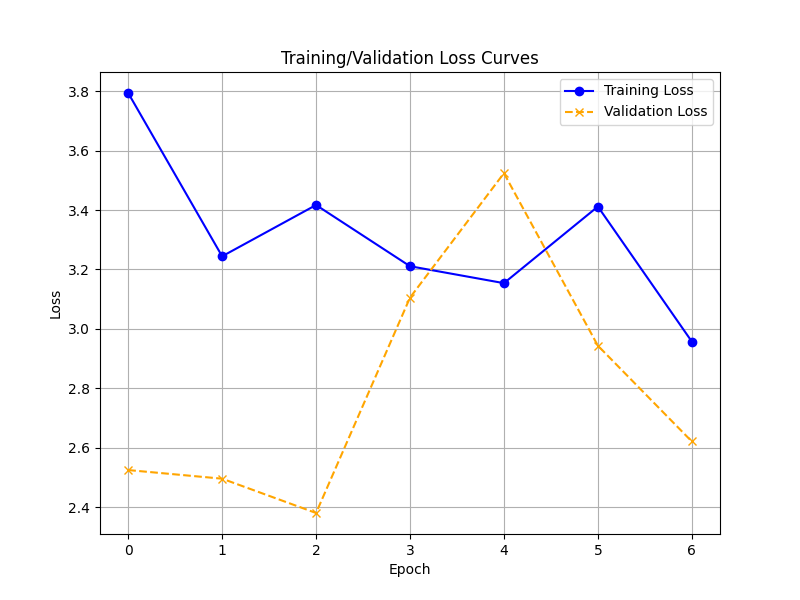 Training/Validation Loss Curves
Training Loss
Validation Loss
3.8
3.6
3.4
3.2
3.0
2.8
2.6
2.4
Loss
0 1 2 3 4 5 6
Epoch